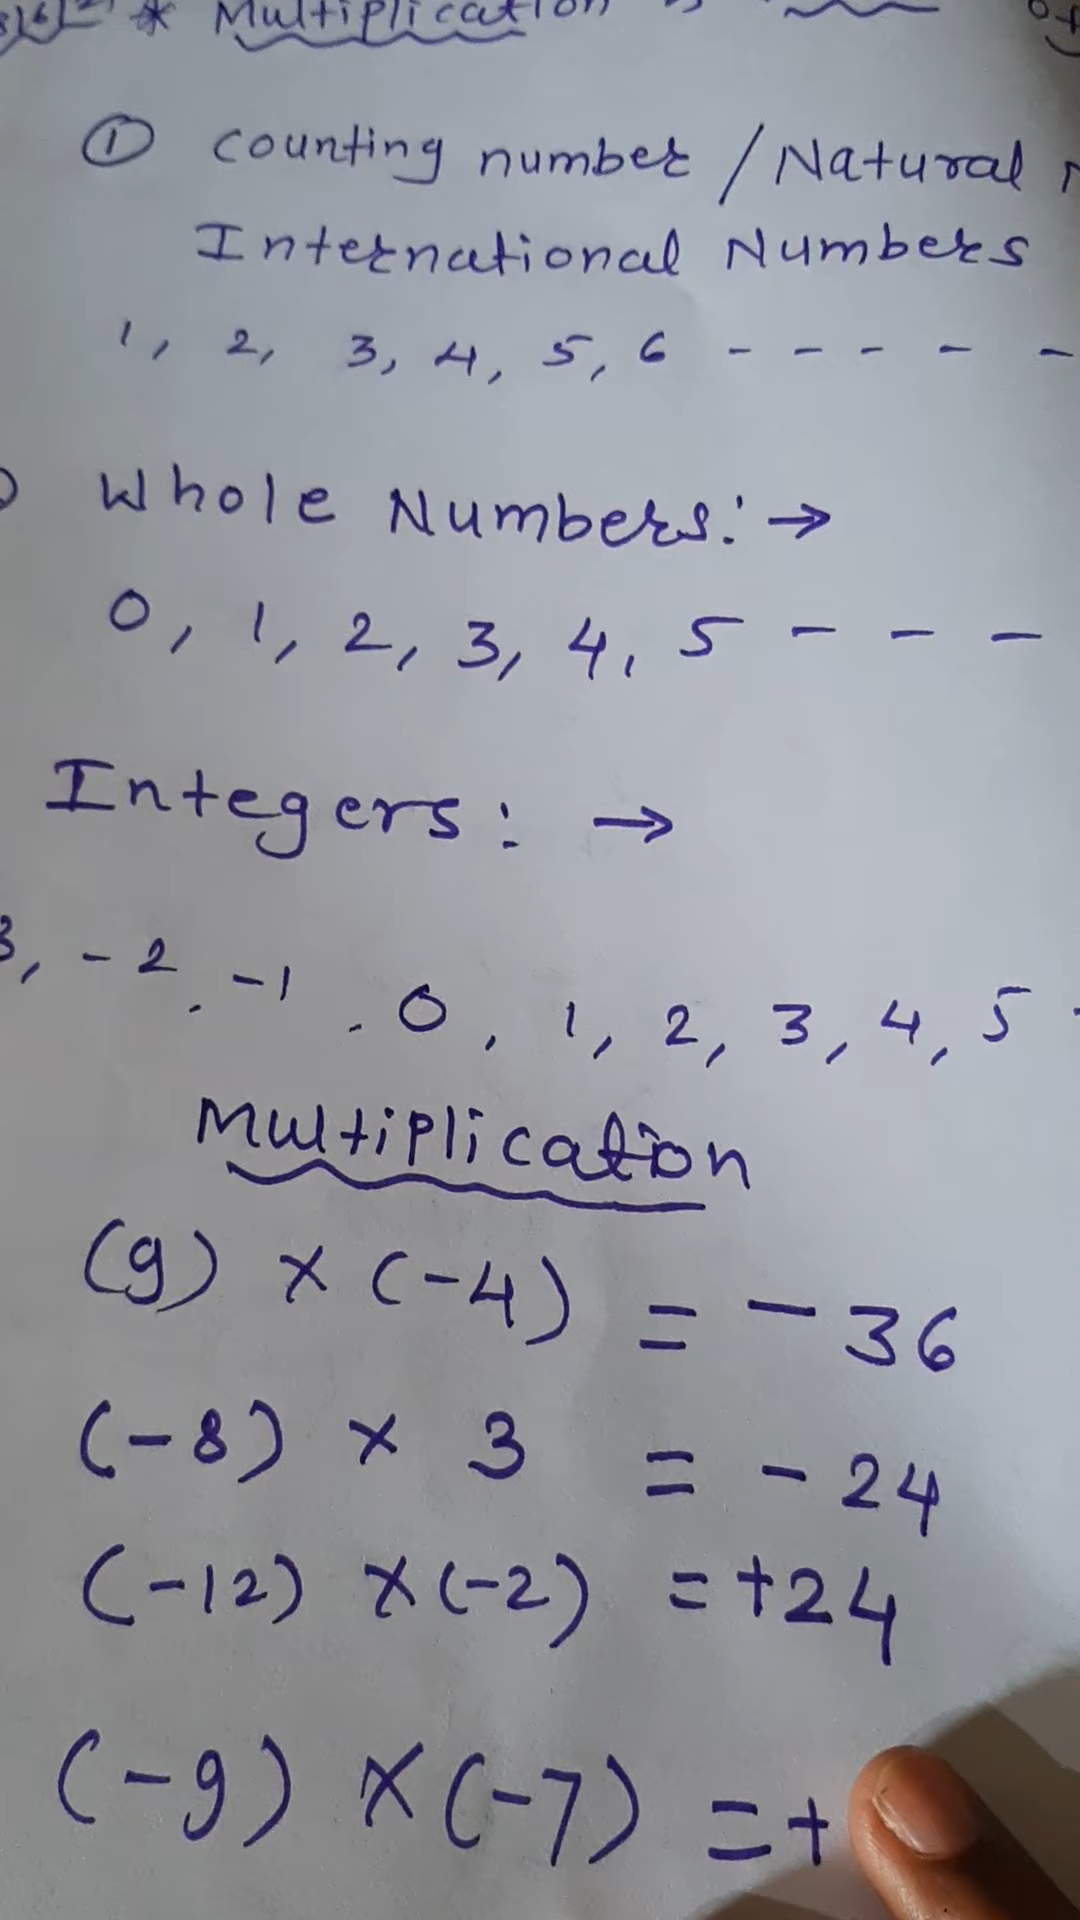 * Multiplication
① Counting number / Natural
International Numbers
1, 2, 3, 4, 5, 6 - - - - -
Whole Numbers: →
0, 1, 2, 3, 4, 5 - - -
Integers: →
3, -2, -1, 0, 1, 2, 3, 4, 5 -
Multiplication
(9) × (-4) = -36
(-8) × 3 = -24
(-12) × (-2) = +24
(-9) × (-7) = +